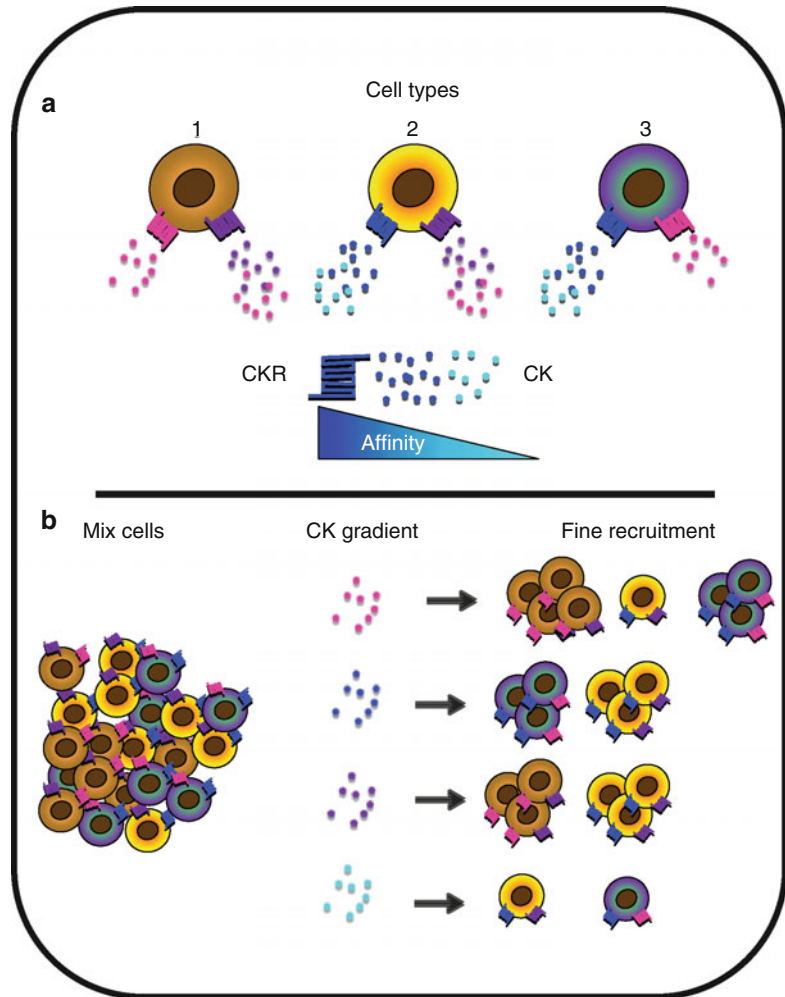 a
Cell types
1 2 3
CKR CK
Affinity
b
Mix cells CK gradient Fine recruitment